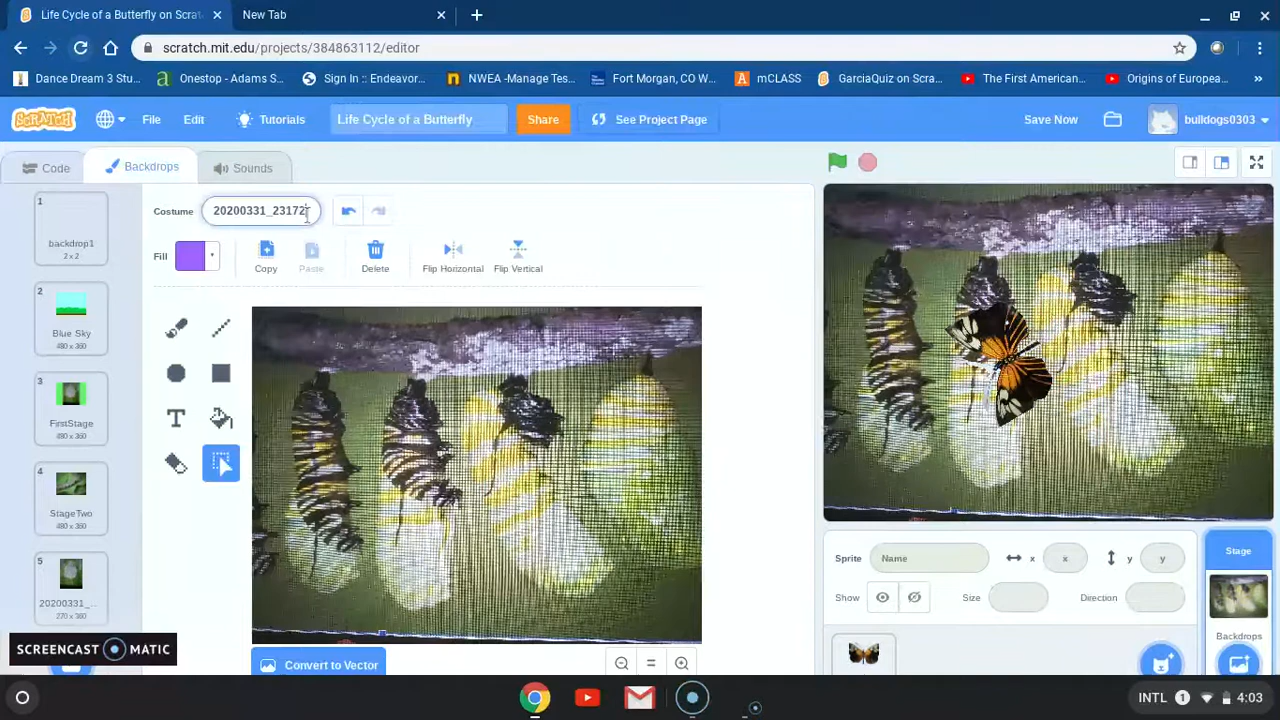 Life Cycle of a Butterfly on Scrat
New Tab
scratch.mit.edu/projects/384863112/editor
Dance Dream 3 Stu... Onestop - Adams S... Sign In :: Endeavor... NWEA -Manage Tes... Fort Morgan, CO W... mCLASS GarciaQuiz on Scra... The First American... Origins of Europea... »
SCRATCH File Edit Tutorials Life Cycle of a Butterfly Share See Project Page Save Now bulldogs0303
Code Backdrops Sounds
1
backdrop1
2 x 2
2
Blue Sky
480 x 360
3
FirstStage
480 x 360
4
StageTwo
480 x 360
5
20200331_...
270 x 360
Costume 20200331_23172
Fill Copy Paste Delete Flip Horizontal Flip Vertical
T
Convert to Vector
Sprite Name x x y y
Show Size Direction
Stage
Backdrops
SCREENCAST MATIC
INTL 1 4:03